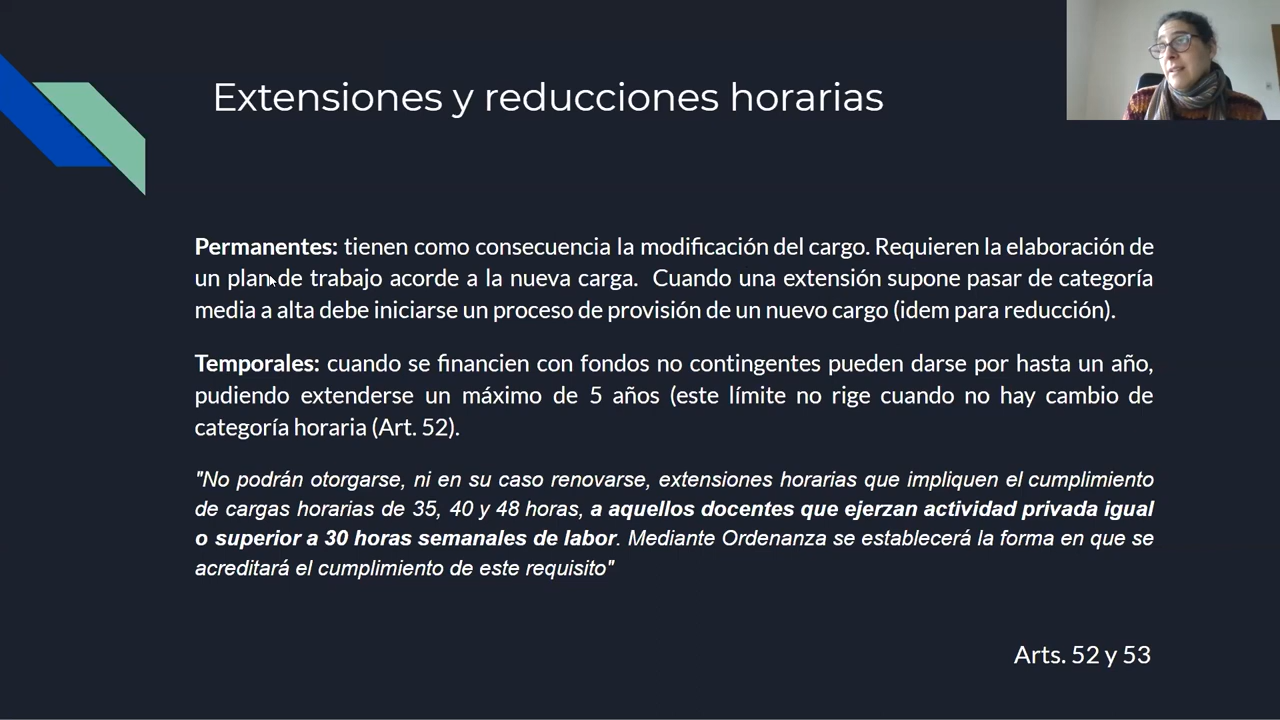 Extensiones y reducciones horarias
Permanentes: tienen como consecuencia la modificación del cargo. Requieren la elaboración de
un plan de trabajo acorde a la nueva carga.  Cuando una extensión supone pasar de categoría
media a alta debe iniciarse un proceso de provisión de un nuevo cargo (idem para reducción).
Temporales: cuando se financien con fondos no contingentes pueden darse por hasta un año,
pudiendo extenderse un máximo de 5 años (este límite no rige cuando no hay cambio de
categoría horaria (Art. 52).
"No podrán otorgarse, ni en su caso renovarse, extensiones horarias que impliquen el cumplimiento
de cargas horarias de 35, 40 y 48 horas, a aquellos docentes que ejerzan actividad privada igual
o superior a 30 horas semanales de labor. Mediante Ordenanza se establecerá la forma en que se
acreditará el cumplimiento de este requisito"
Arts. 52 y 53